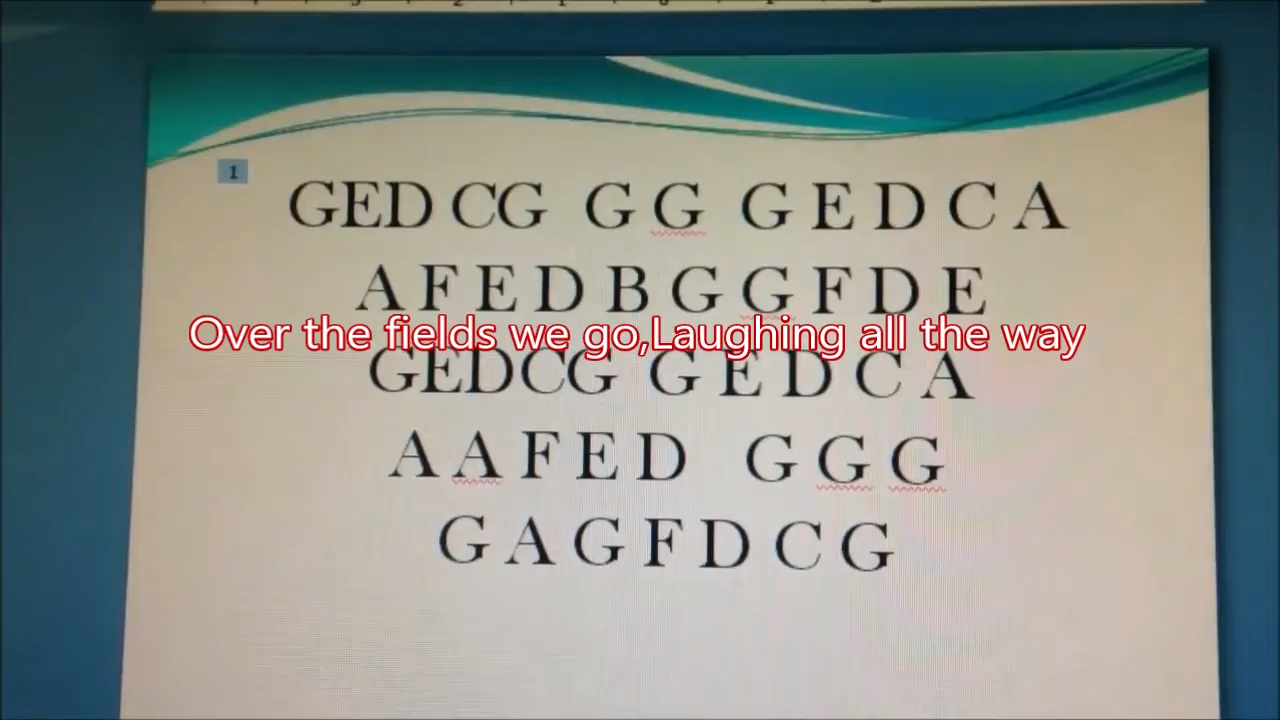 1
GED CG G G G E D C A
A F E D B G G F D E
Over the fields we go,Laughing all the way
GEDCG G E D C A
A A F E D G G G
G A G F D C G